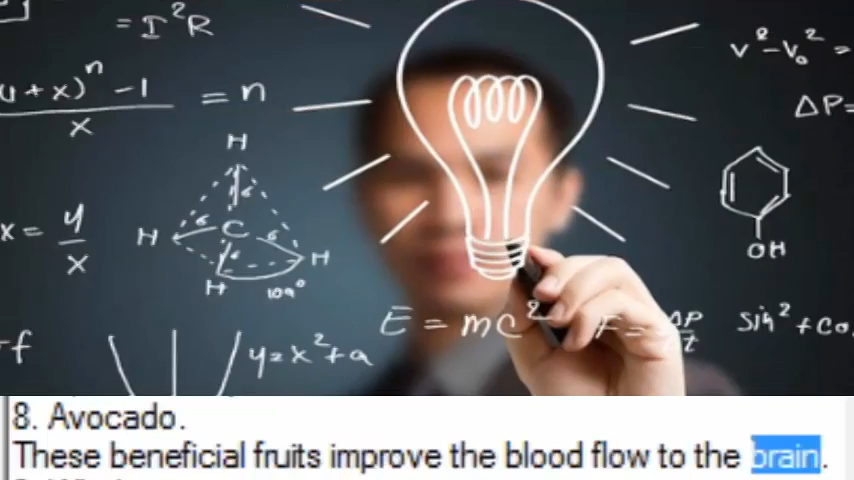 = I²R
v² - v₀² =
(1 + x)ⁿ - 1
= n
x
ΔP =
H
C
H
H
H
109°
x = y
x
OH
E = mc²
F = ΔP
t
sin² + co
+f
y = x² + a
8. Avocado.
These beneficial fruits improve the blood flow to the brain.